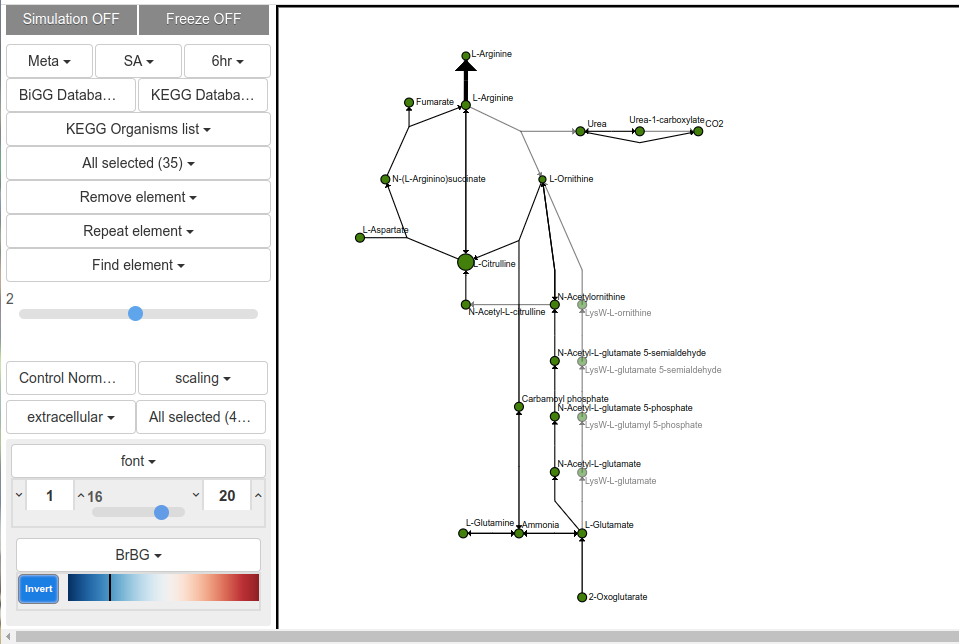 Simulation OFF
Freeze OFF
Meta
SA
6hr
BiGG Databa…
KEGG Databa…
KEGG Organisms list
All selected (35)
Remove element
Repeat element
Find element
2
Control Norm…
scaling
extracellular
All selected (4…
font
1
16
20
BrBG
Invert
L-Arginine
Fumarate
L-Arginine
Urea
Urea-1-carboxylate
CO2
N-(L-Arginino)succinate
L-Ornithine
L-Aspartate
L-Citrulline
N-Acetylornithine
N-Acetyl-L-citrulline
LysW-L-ornithine
N-Acetyl-L-glutamate 5-semialdehyde
LysW-L-glutamate 5-semialdehyde
Carbamoyl phosphate
N-Acetyl-L-glutamate 5-phosphate
LysW-L-glutamyl 5-phosphate
N-Acetyl-L-glutamate
LysW-L-glutamate
L-Glutamine
Ammonia
L-Glutamate
2-Oxoglutarate